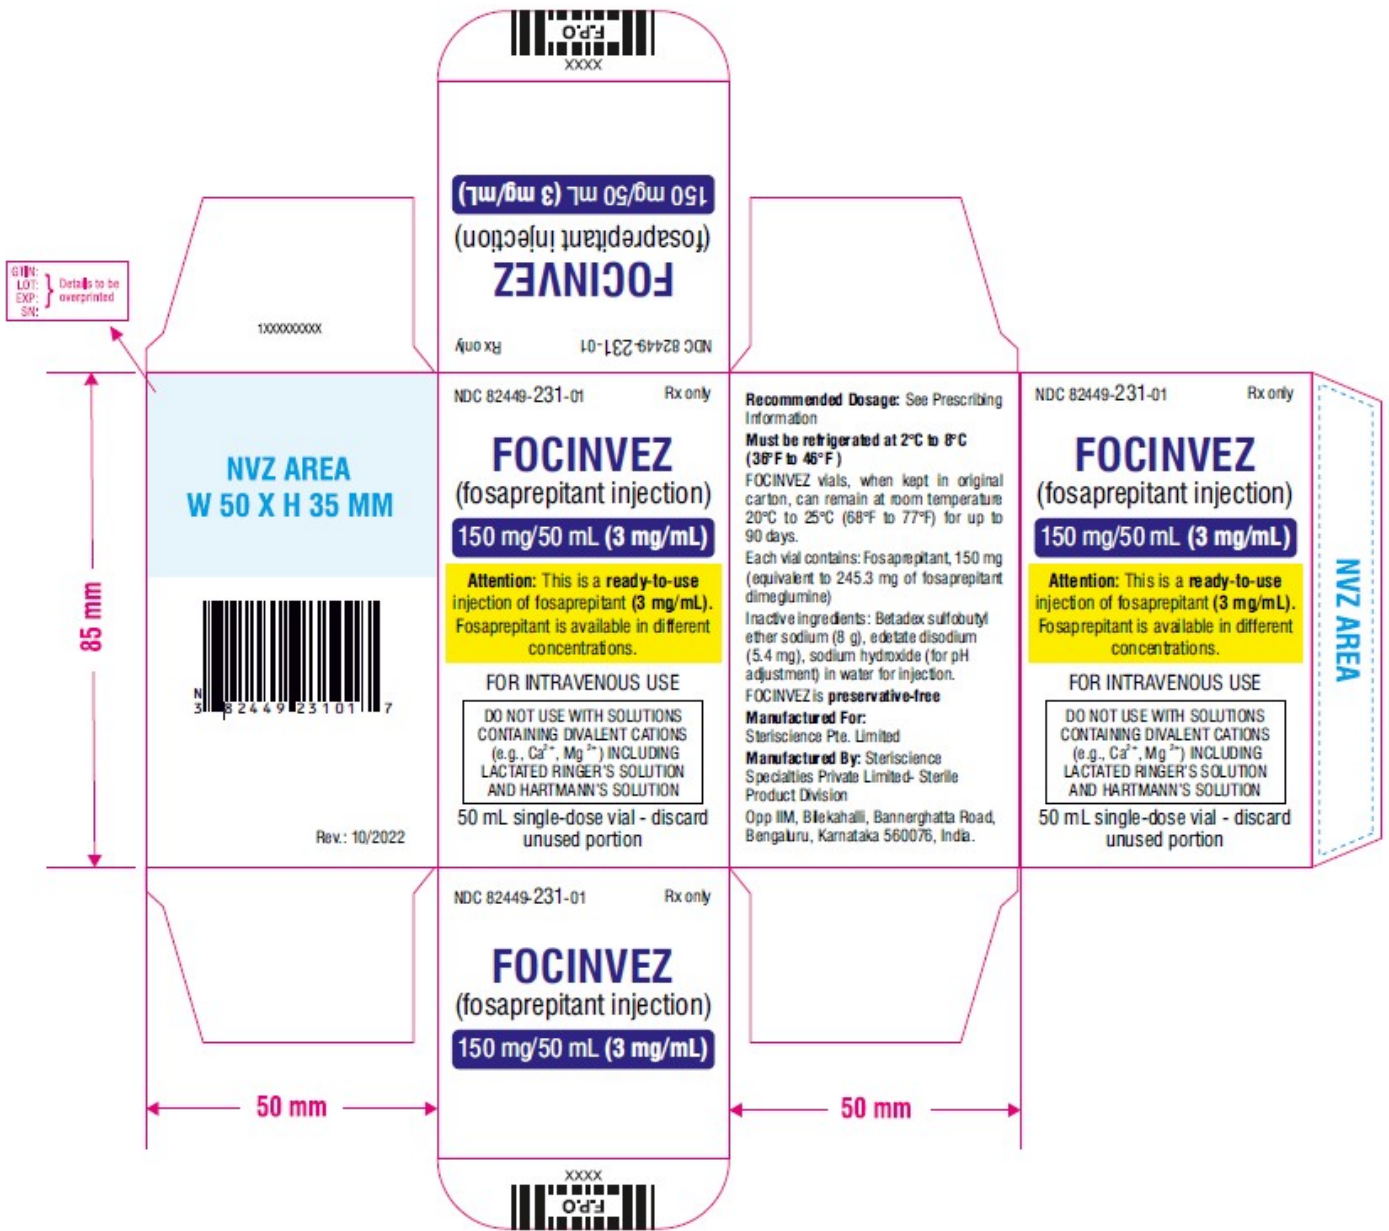 F.P.O
XXXX
150 mg/50 mL (3 mg/mL)
(fosaprepitant injection)
FOCINVEZ
NDC 82449-231-01 Rx only
GTIN:
LOT:
EXP:
SN:
Details to be
overprinted
1XXXXXXXXX
NVZ AREA
W 50 X H 35 MM
85 mm
N
3 82449 23101 7
Rev.: 10/2022
NDC 82449-231-01 Rx only
FOCINVEZ
(fosaprepitant injection)
150 mg/50 mL (3 mg/mL)
Attention: This is a ready-to-use
injection of fosaprepitant (3 mg/mL).
Fosaprepitant is available in different
concentrations.
FOR INTRAVENOUS USE
DO NOT USE WITH SOLUTIONS
CONTAINING DIVALENT CATIONS
(e.g., Ca²⁺, Mg²⁺) INCLUDING
LACTATED RINGER'S SOLUTION
AND HARTMANN'S SOLUTION
50 mL single-dose vial - discard
unused portion
Recommended Dosage: See Prescribing
Information
Must be refrigerated at 2°C to 8°C
(36°F to 46°F)
FOCINVEZ vials, when kept in original
carton, can remain at room temperature
20°C to 25°C (68°F to 77°F) for up to
90 days.
Each vial contains: Fosaprepitant, 150 mg
(equivalent to 245.3 mg of fosaprepitant
dimeglumine)
Inactive ingredients: Betadex sulfobutyl
ether sodium (8 g), edetate disodium
(5.4 mg), sodium hydroxide (for pH
adjustment) in water for injection.
FOCINVEZ is preservative-free
Manufactured For:
Steriscience Pte. Limited
Manufactured By: Steriscience
Specialties Private Limited- Sterile
Product Division
Opp IIM, Bilekahalli, Bannerghatta Road,
Bengaluru, Karnataka 560076, India.
NDC 82449-231-01 Rx only
FOCINVEZ
(fosaprepitant injection)
150 mg/50 mL (3 mg/mL)
Attention: This is a ready-to-use
injection of fosaprepitant (3 mg/mL).
Fosaprepitant is available in different
concentrations.
FOR INTRAVENOUS USE
DO NOT USE WITH SOLUTIONS
CONTAINING DIVALENT CATIONS
(e.g., Ca²⁺, Mg²⁺) INCLUDING
LACTATED RINGER'S SOLUTION
AND HARTMANN'S SOLUTION
50 mL single-dose vial - discard
unused portion
NVZ AREA
NDC 82449-231-01 Rx only
FOCINVEZ
(fosaprepitant injection)
150 mg/50 mL (3 mg/mL)
50 mm
50 mm
XXXX
F.P.O